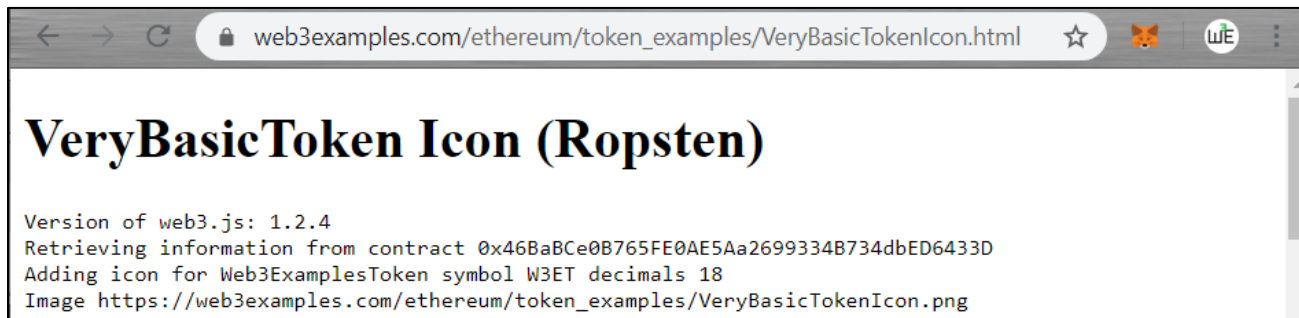 web3examples.com/ethereum/token_examples/VeryBasicTokenIcon.html
VeryBasicToken Icon (Ropsten)
Version of web3.js: 1.2.4
Retrieving information from contract 0x46BaBCe0B765FE0AE5Aa2699334B734dbED6433D
Adding icon for Web3ExamplesToken symbol W3ET decimals 18
Image https://web3examples.com/ethereum/token_examples/VeryBasicTokenIcon.png